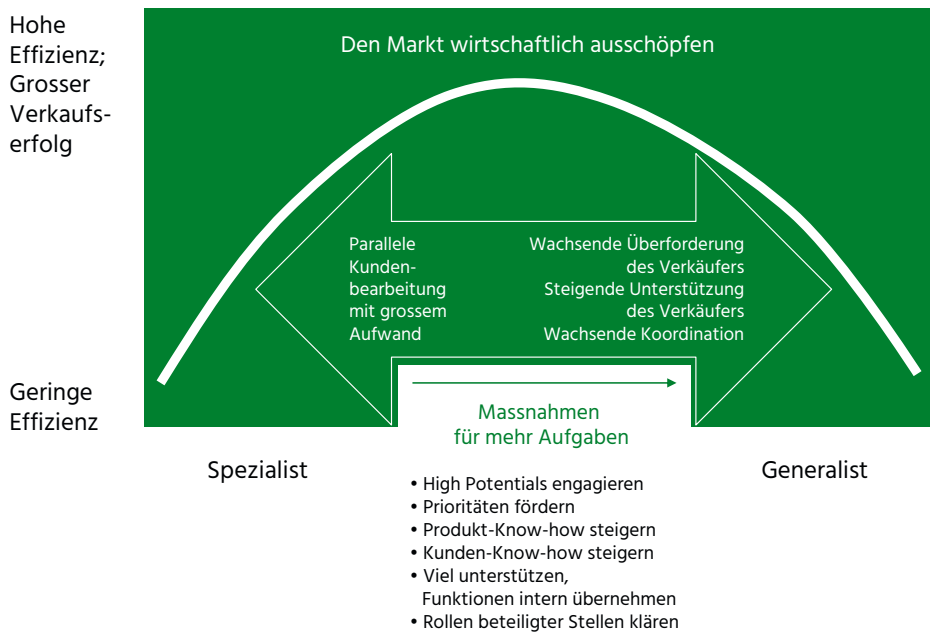 Hohe
Effizienz;
Grosser
Verkaufs-
erfolg
Den Markt wirtschaftlich ausschöpfen
Parallele
Kunden-
bearbeitung
mit grossem
Aufwand
Wachsende Überforderung
des Verkäufers
Steigende Unterstützung
des Verkäufers
Wachsende Koordination
Geringe
Effizienz
Massnahmen
für mehr Aufgaben
Spezialist
Generalist
• High Potentials engagieren
• Prioritäten fördern
• Produkt-Know-how steigern
• Kunden-Know-how steigern
• Viel unterstützen,
Funktionen intern übernehmen
• Rollen beteiligter Stellen klären